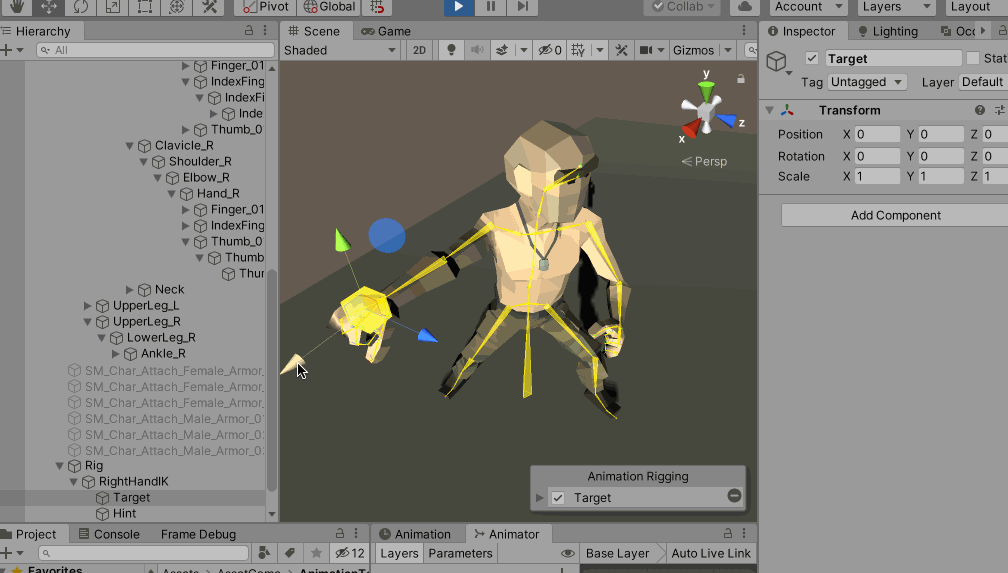 Pivot Global Collab Account Layers Layout
Hierarchy
All
Finger_01
IndexFing
IndexFi
Inde
Thumb_0
Clavicle_R
Shoulder_R
Elbow_R
Hand_R
Finger_01
IndexFing
Thumb_0
Thumb
Thur
Neck
UpperLeg_L
UpperLeg_R
LowerLeg_R
Ankle_R
SM_Char_Attach_Female_Armor_
SM_Char_Attach_Female_Armor_
SM_Char_Attach_Female_Armor_
SM_Char_Attach_Male_Armor_0
SM_Char_Attach_Male_Armor_0
SM_Char_Attach_Male_Armor_0
Rig
RightHandIK
Target
Hint
Scene Game
Shaded 2D 0 Gizmos
y
z
x
Persp
Animation Rigging
Target
Inspector Lighting Occ
Target Stat
Tag Untagged Layer Default
Transform
Position X 0 Y 0 Z 0
Rotation X 0 Y 0 Z 0
Scale X 1 Y 1 Z 1
Add Component
Project Console Frame Debug
12
Favorites
Animation Animator
Layers Parameters Base Layer Auto Live Link